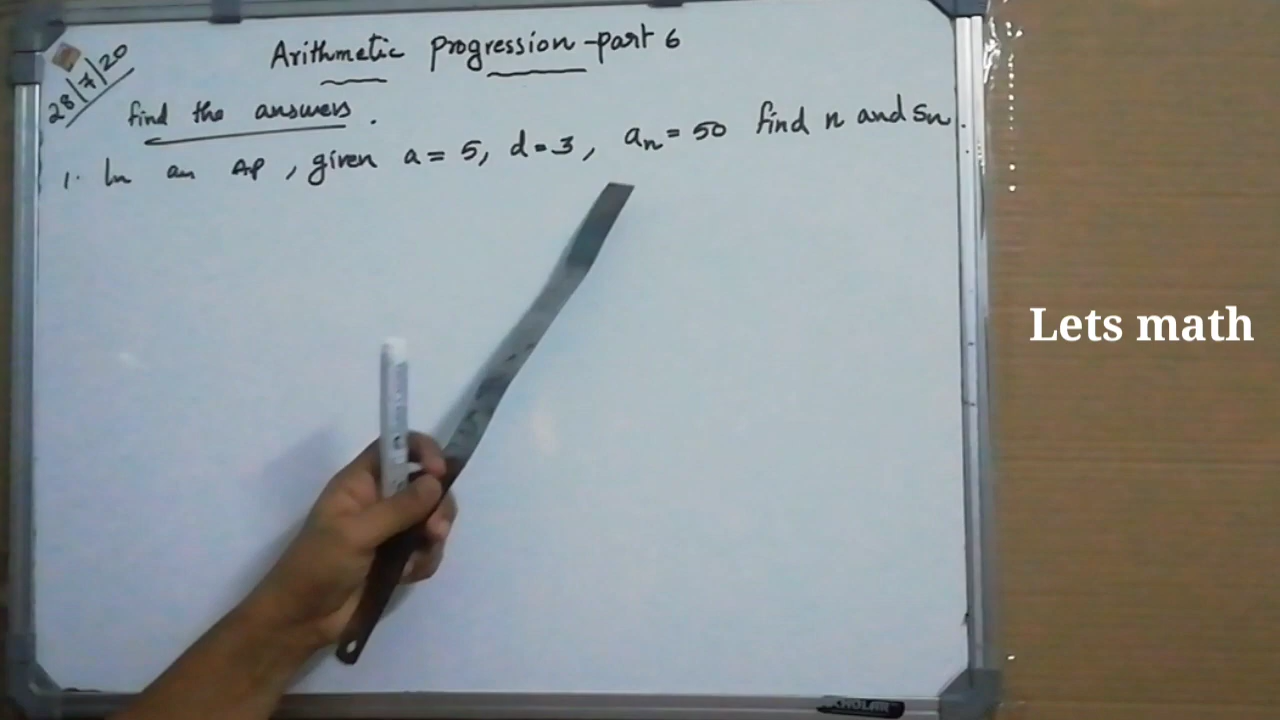 Arithmetic Progression-part 6
28/7/20
find the answers.
1. In an AP, given a = 5, d=3, an = 50 find n and Sn.
Lets math
SCHOLAR